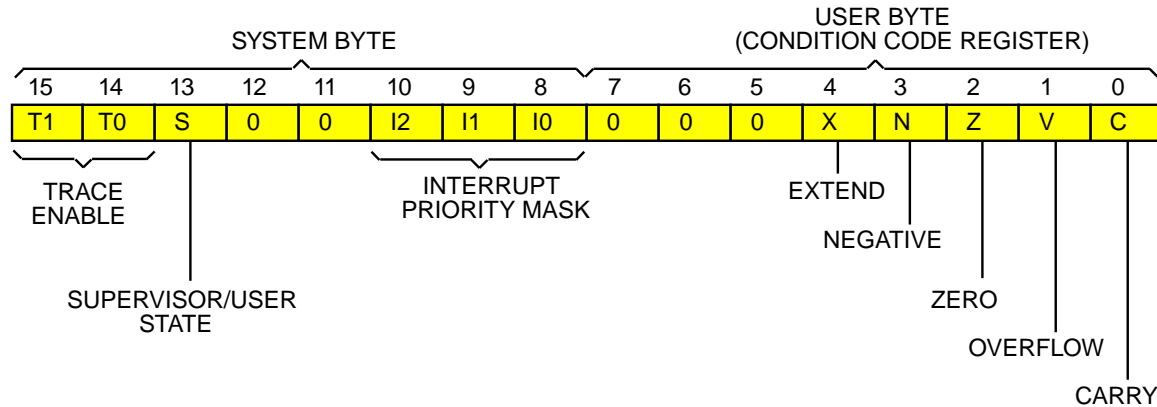 USER BYTE
SYSTEM BYTE (CONDITION CODE REGISTER)
15 14 13 12 11 10 9 8 7 6 5 4 3 2 1 0
T1 T0 S 0 0 I2 I1 I0 0 0 0 X N Z V C
TRACE
ENABLE
INTERRUPT
PRIORITY MASK
EXTEND
NEGATIVE
SUPERVISOR/USER
STATE
ZERO
OVERFLOW
CARRY